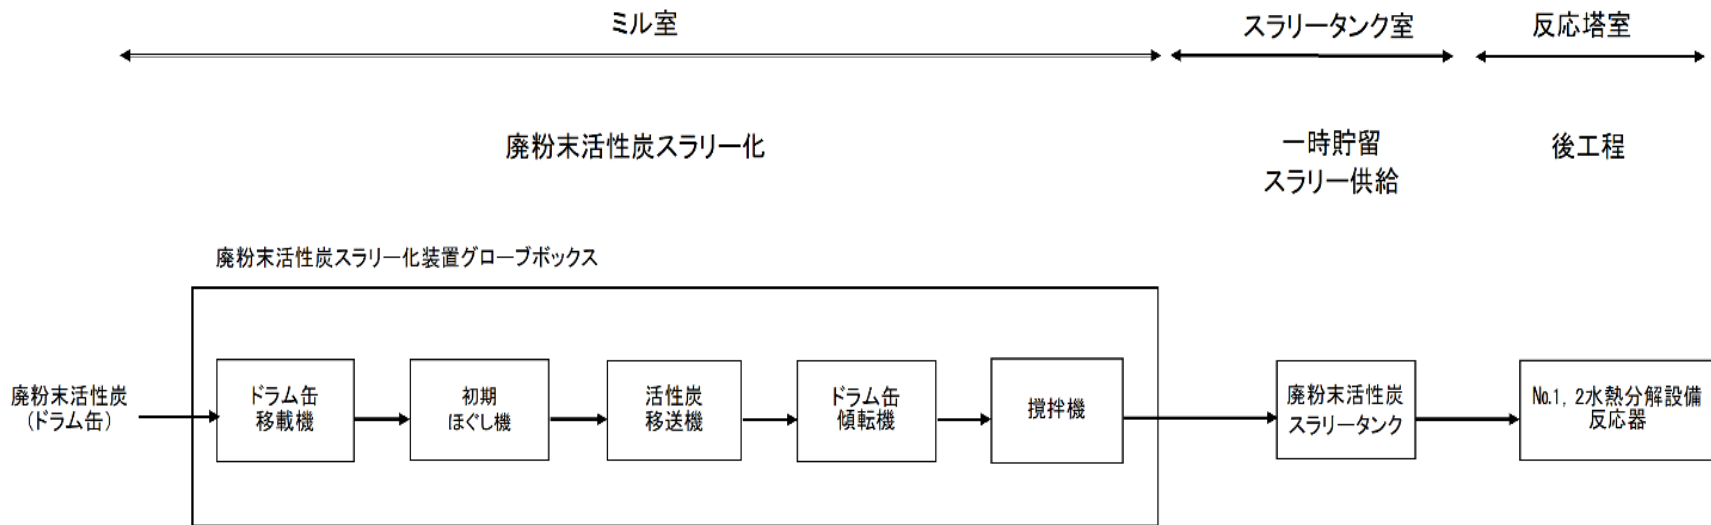 ミル室
スラリータンク室
反応塔室
廃粉末活性炭スラリー化
一時貯留
スラリー供給
後工程
廃粉末活性炭スラリー化装置グローブボックス
廃粉末活性炭
(ドラム缶)
ドラム缶
移載機
初期
ほぐし機
活性炭
移送機
ドラム缶
傾転機
撹拌機
廃粉末活性炭
スラリータンク
No.1, 2水熱分解設備
反応器